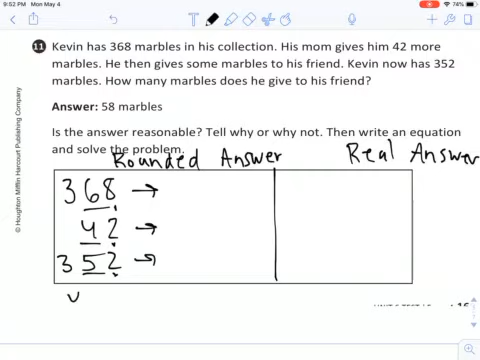 9:52 PM Mon May 4
74%
11 Kevin has 368 marbles in his collection. His mom gives him 42 more
marbles. He then gives some marbles to his friend. Kevin now has 352
marbles. How many marbles does he give to his friend?
Answer: 58 marbles
Is the answer reasonable? Tell why or why not. Then write an equation
and solve the problem.
Rounded Answer
Real Answer
368 →
42 →
352 →
© Houghton Mifflin Harcourt Publishing Company